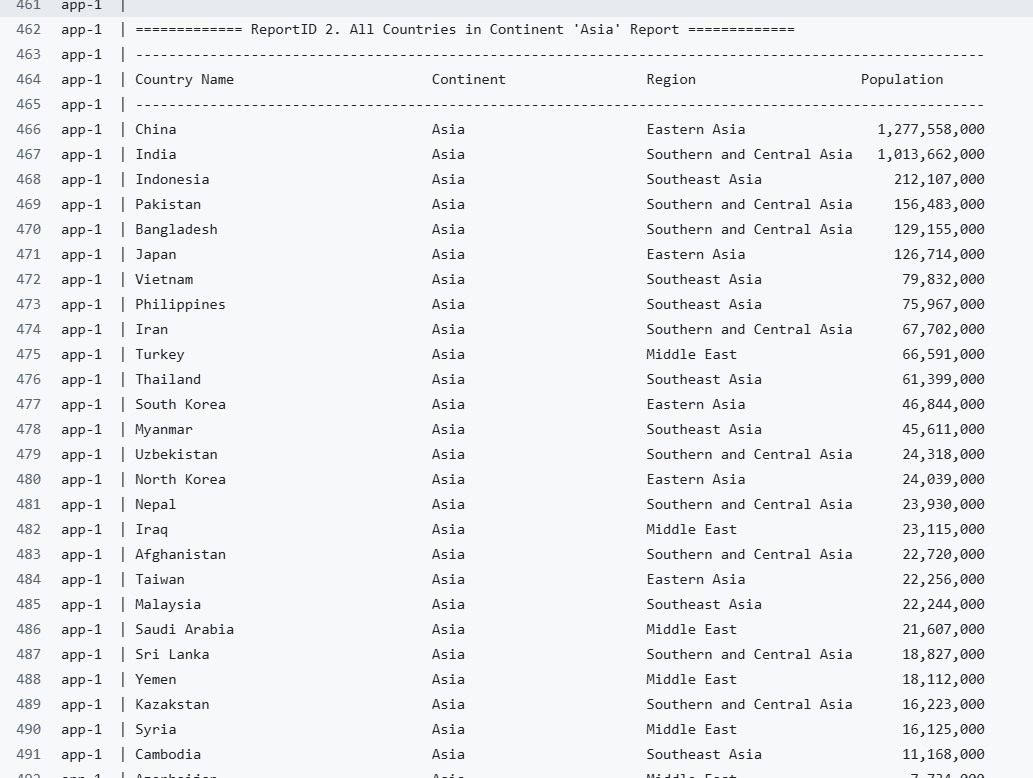 461 app-1 |
462 app-1 | ============= ReportID 2. All Countries in Continent 'Asia' Report =============
463 app-1 | -------------------------------------------------------------------------------------------------------
464 app-1 | Country Name Continent Region Population
465 app-1 | -------------------------------------------------------------------------------------------------------
466 app-1 | China Asia Eastern Asia 1,277,558,000
467 app-1 | India Asia Southern and Central Asia 1,013,662,000
468 app-1 | Indonesia Asia Southeast Asia 212,107,000
469 app-1 | Pakistan Asia Southern and Central Asia 156,483,000
470 app-1 | Bangladesh Asia Southern and Central Asia 129,155,000
471 app-1 | Japan Asia Eastern Asia 126,714,000
472 app-1 | Vietnam Asia Southeast Asia 79,832,000
473 app-1 | Philippines Asia Southeast Asia 75,967,000
474 app-1 | Iran Asia Southern and Central Asia 67,702,000
475 app-1 | Turkey Asia Middle East 66,591,000
476 app-1 | Thailand Asia Southeast Asia 61,399,000
477 app-1 | South Korea Asia Eastern Asia 46,844,000
478 app-1 | Myanmar Asia Southeast Asia 45,611,000
479 app-1 | Uzbekistan Asia Southern and Central Asia 24,318,000
480 app-1 | North Korea Asia Eastern Asia 24,039,000
481 app-1 | Nepal Asia Southern and Central Asia 23,930,000
482 app-1 | Iraq Asia Middle East 23,115,000
483 app-1 | Afghanistan Asia Southern and Central Asia 22,720,000
484 app-1 | Taiwan Asia Eastern Asia 22,256,000
485 app-1 | Malaysia Asia Southeast Asia 22,244,000
486 app-1 | Saudi Arabia Asia Middle East 21,607,000
487 app-1 | Sri Lanka Asia Southern and Central Asia 18,827,000
488 app-1 | Yemen Asia Middle East 18,112,000
489 app-1 | Kazakstan Asia Southern and Central Asia 16,223,000
490 app-1 | Syria Asia Middle East 16,125,000
491 app-1 | Cambodia Asia Southeast Asia 11,168,000